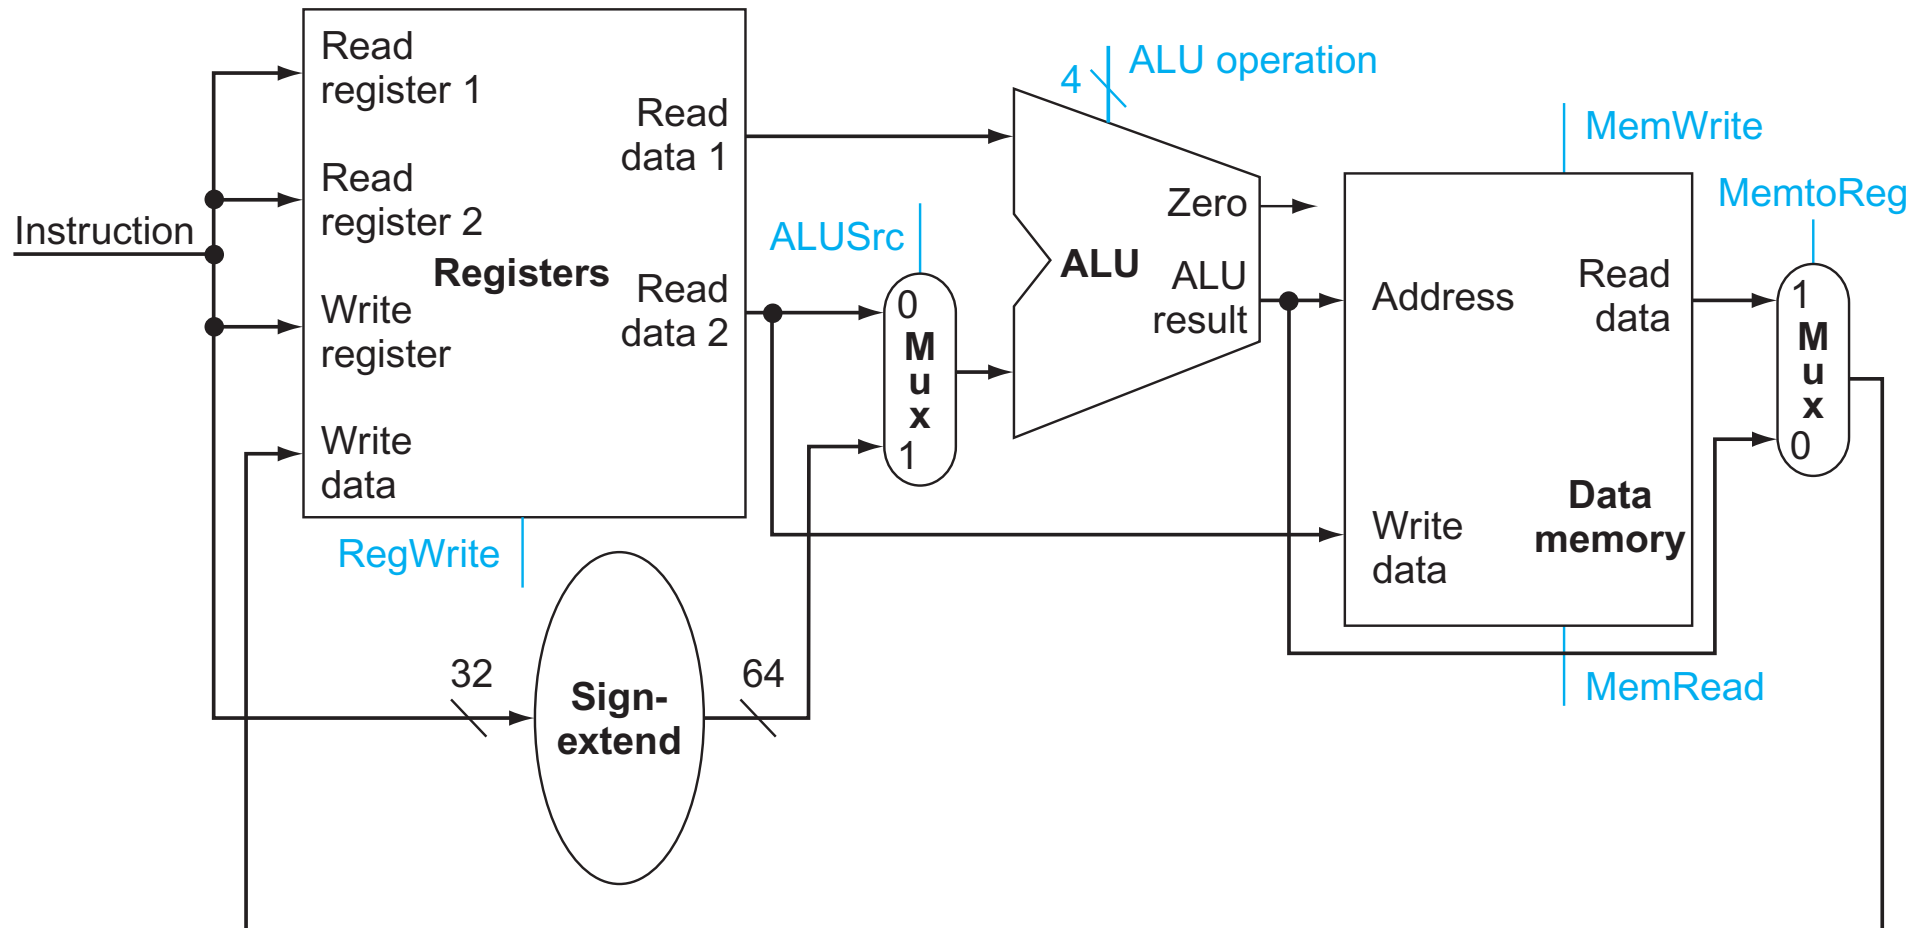 Instruction
Read
register 1
Read
register 2
Write
register
Write
data
Registers
Read
data 1
Read
data 2
RegWrite
32
Sign-
extend
64
ALUSrc
0
M
u
x
1
4
ALU operation
ALU
Zero
ALU
result
MemWrite
Address
Read
data
Write
data
Data
memory
MemRead
MemtoReg
1
M
u
x
0